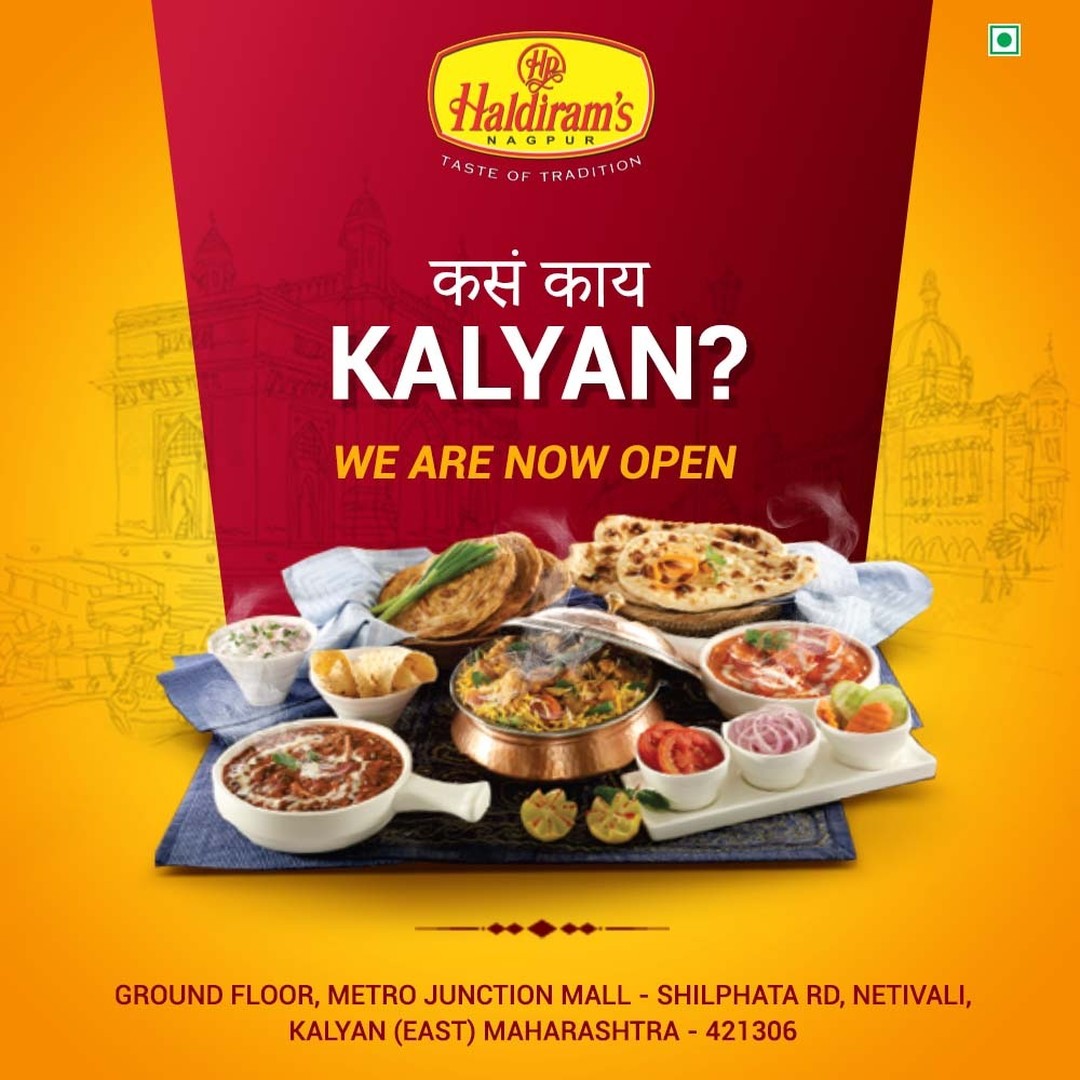 HR
Haldiram's
NAGPUR
TASTE OF TRADITION
कसं काय
KALYAN?
WE ARE NOW OPEN
GROUND FLOOR, METRO JUNCTION MALL - SHILPHATA RD, NETIVALI,
KALYAN (EAST) MAHARASHTRA - 421306